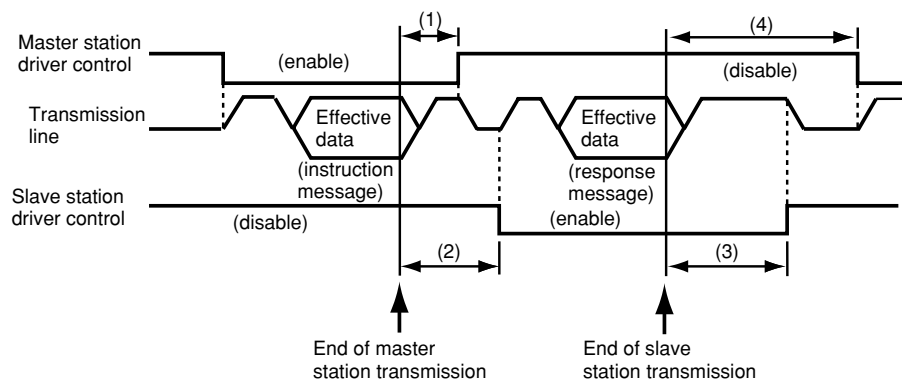 (1)
(4)
Master station
driver control
(enable)
(disable)
Transmission
line
Effective
data
Effective
data
(instruction
message)
(response
message)
Slave station
driver control
(disable)
(enable)
(2)
(3)
End of master
station transmission
End of slave
station transmission